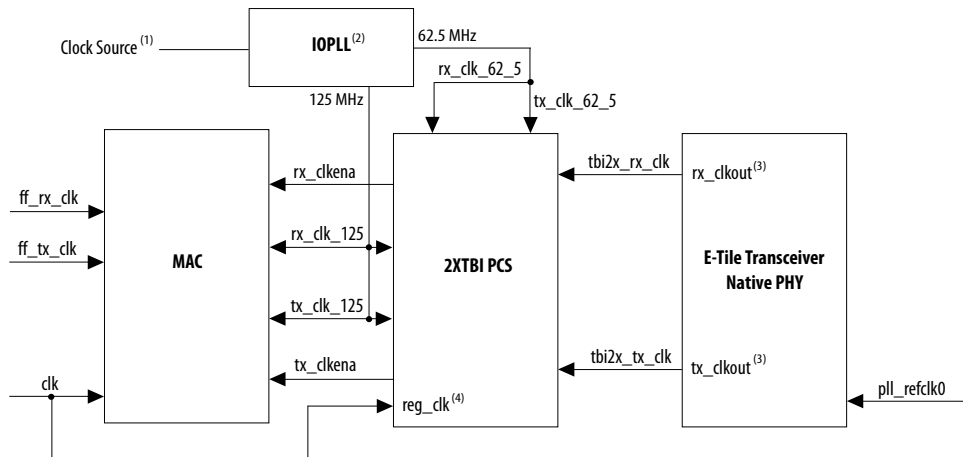 Clock Source (1)
IOPLL(2)
62.5 MHz
rx_clk_62_5
tx_clk_62_5
125 MHz
ff_rx_clk
ff_tx_clk
clk
MAC
rx_clkena
rx_clk_125
tx_clk_125
tx_clkena
2XTBI PCS
reg_clk(4)
tbi2x_rx_clk
tbi2x_tx_clk
rx_clkout(3)
E-Tile Transceiver
Native PHY
tx_clkout(3)
pll_refclk0